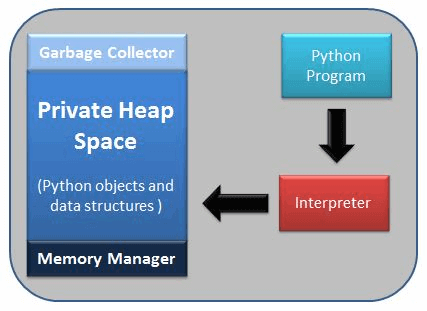 Garbage Collector
Private Heap
Space
(Python objects and
data structures )
Memory Manager
Python
Program
Interpreter